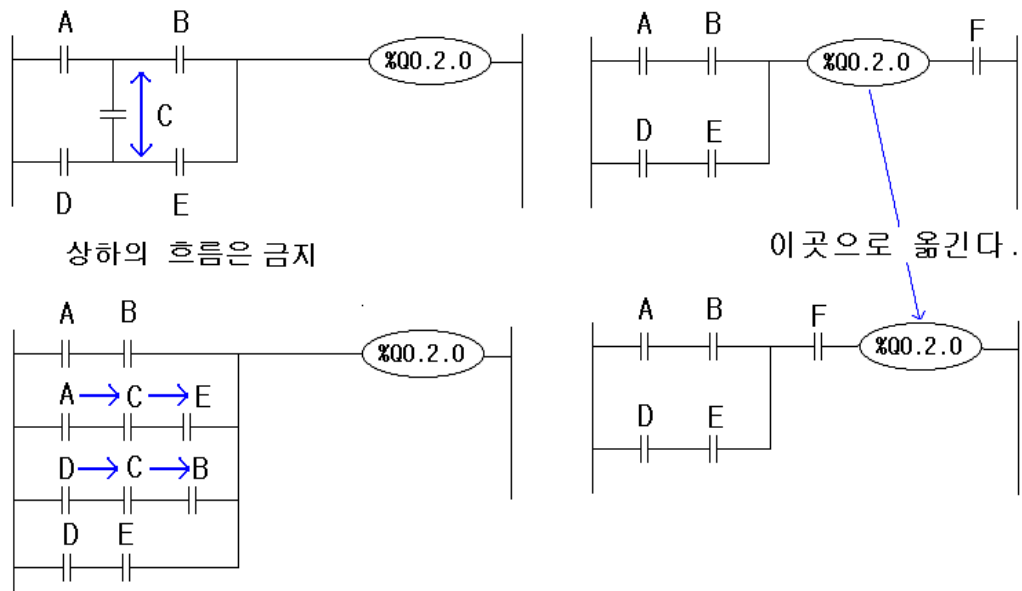 A B %Q0.2.0
C
D E
상하의 흐름은 금지
A B %Q0.2.0
A C E
D C B
D E
A B %Q0.2.0 F
D E
이곳으로 옮긴다.
A B F %Q0.2.0
D E